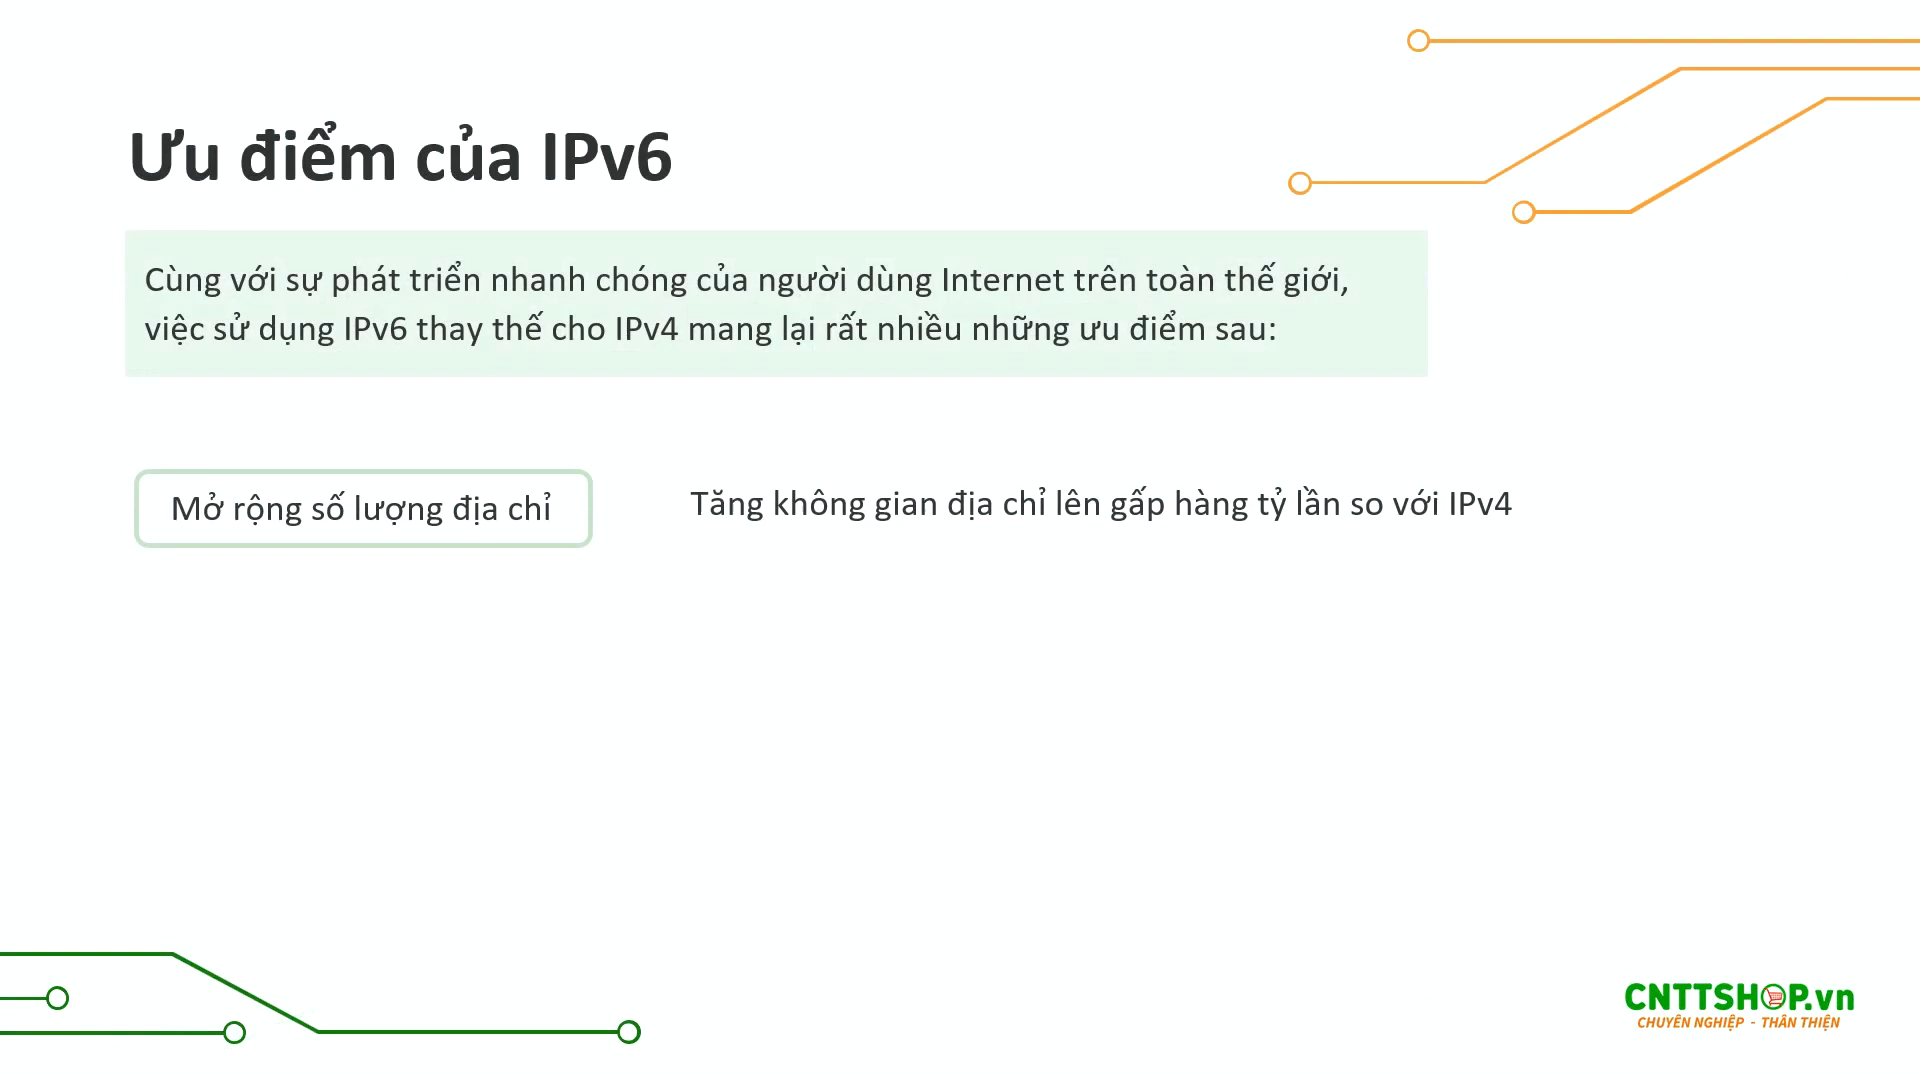 Ưu điểm của IPv6
Cùng với sự phát triển nhanh chóng của người dùng Internet trên toàn thế giới,
việc sử dụng IPv6 thay thế cho IPv4 mang lại rất nhiều những ưu điểm sau:
Mở rộng số lượng địa chỉ
Tăng không gian địa chỉ lên gấp hàng tỷ lần so với IPv4
CNTTSHOP.vn
CHUYÊN NGHIỆP - THÂN THIỆN